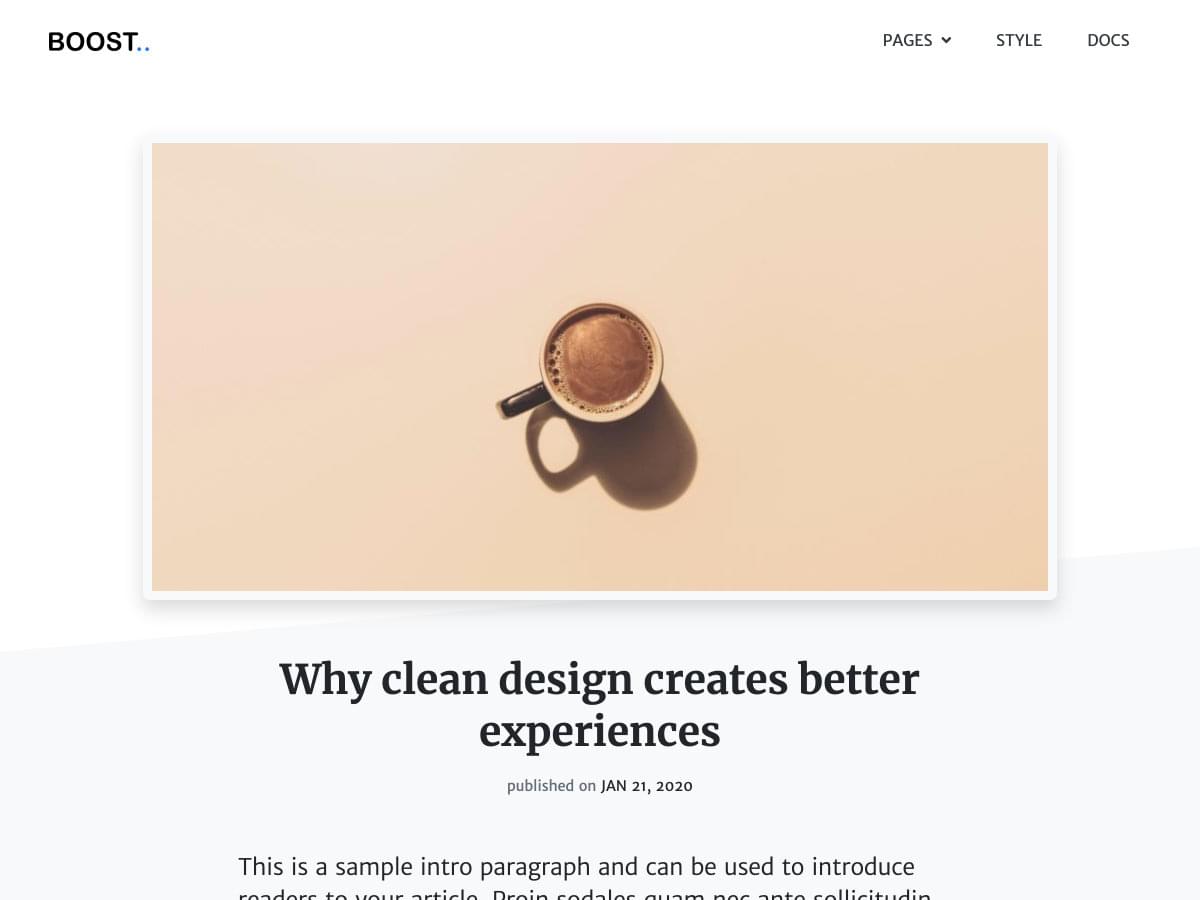 BOOST..
PAGES
STYLE
DOCS
Why clean design creates better
experiences
published on JAN 21, 2020
This is a sample intro paragraph and can be used to introduce
readers to your article. Proin sodales quam nec ante sollicitudin